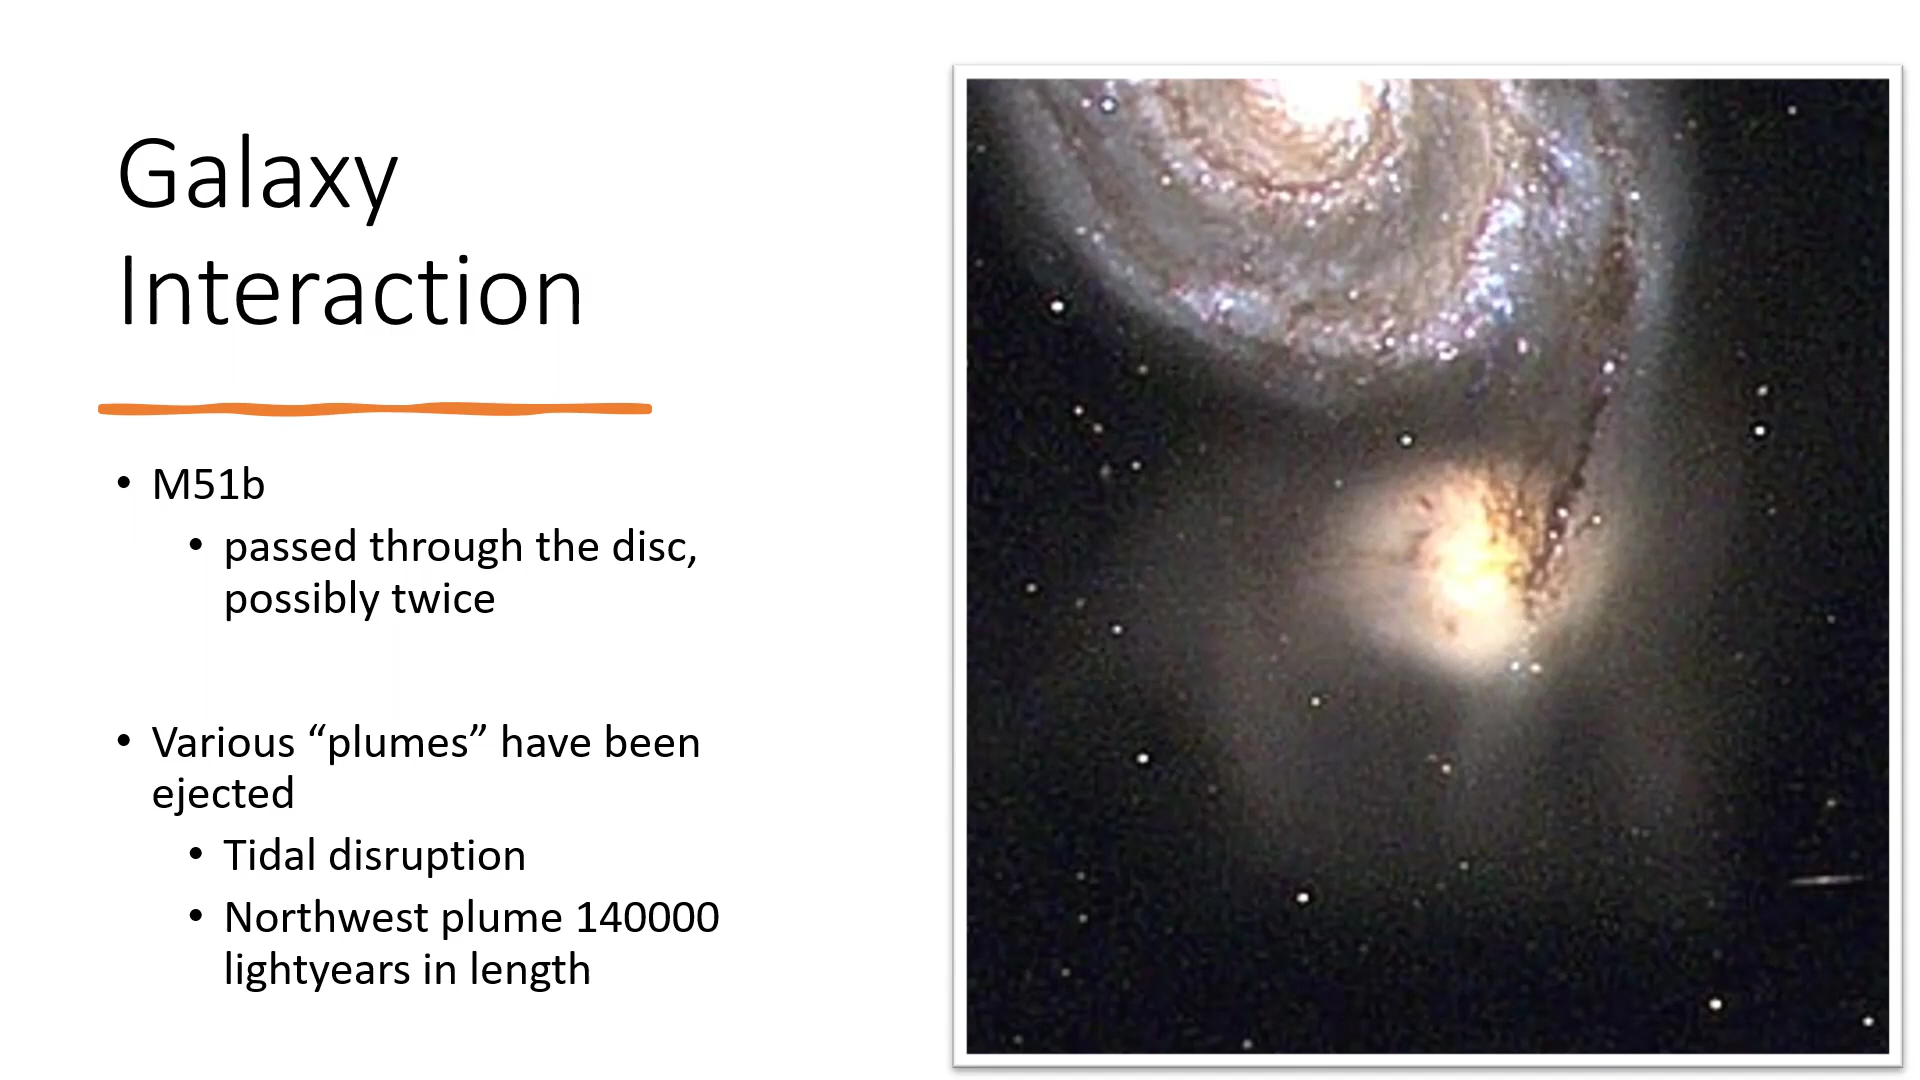 Galaxy
Interaction
• M51b
• passed through the disc,
possibly twice
• Various “plumes” have been
ejected
• Tidal disruption
• Northwest plume 140000
lightyears in length